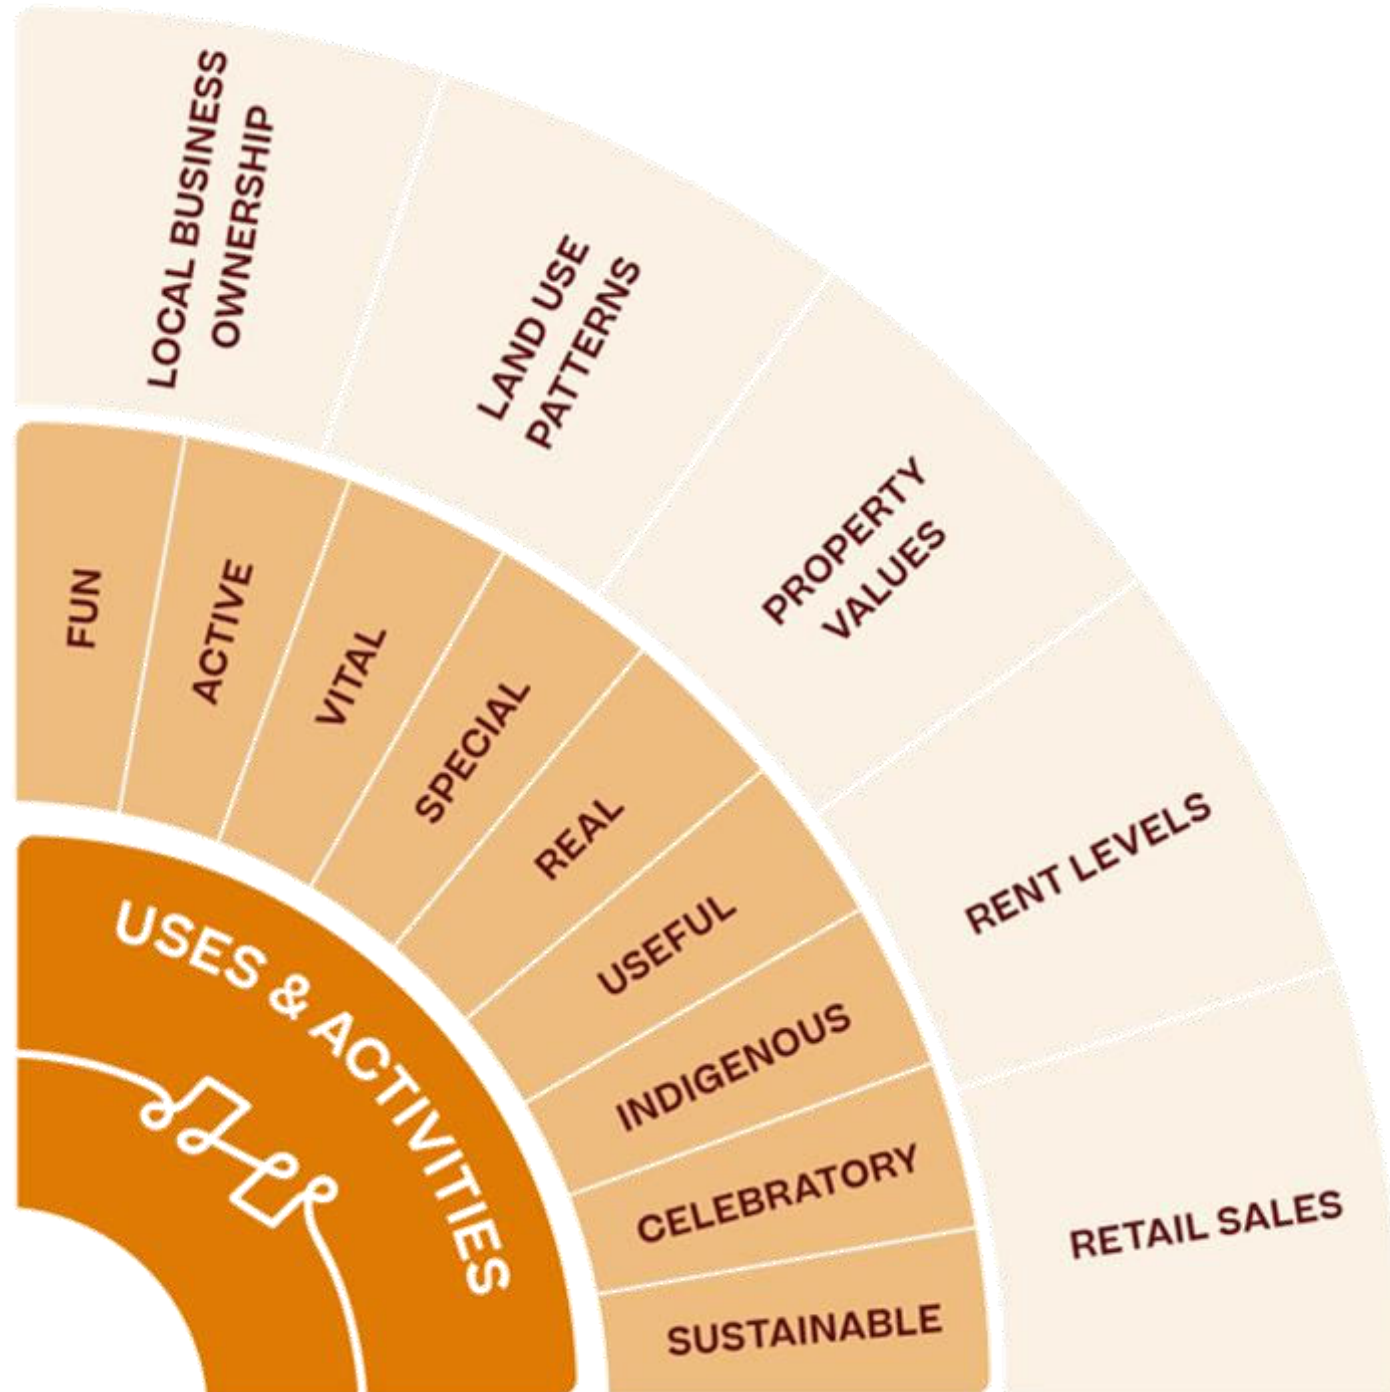 LOCAL BUSINESS
OWNERSHIP
LAND USE
PATTERNS
PROPERTY
VALUES
RENT LEVELS
RETAIL SALES
FUN
ACTIVE
VITAL
SPECIAL
REAL
USEFUL
INDIGENOUS
CELEBRATORY
SUSTAINABLE
USES & ACTIVITIES